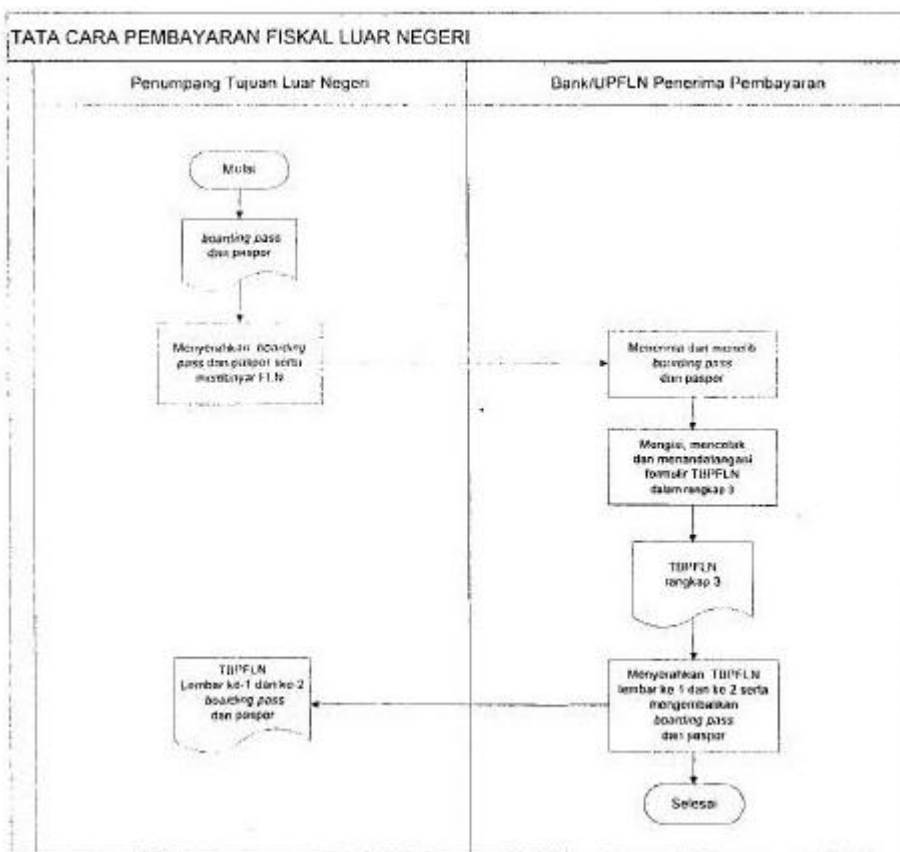 TATA CARA PEMBAYARAN FISKAL LUAR NEGERI
Penumpang Tujuan Luar Negeri
Bank/UPFLN Penerima Pembayaran
Mulai
boarding pass
dan paspor
Menyerahkan boarding
pass dan paspor serta
membayar FLN
Menerima dan meneliti
boarding pass
dan paspor
Mengisi, mencetak
dan menandatangani
formulir TBPFLN
dalam rangkap 3
TBPFLN
rangkap 3
Menyerahkan TBPFLN
lembar ke 1 dan ke 2 serta
mengembalikan
boarding pass
dan paspor
TBPFLN
Lembar ke-1 dan ke-2
boarding pass
dan paspor
Selesai